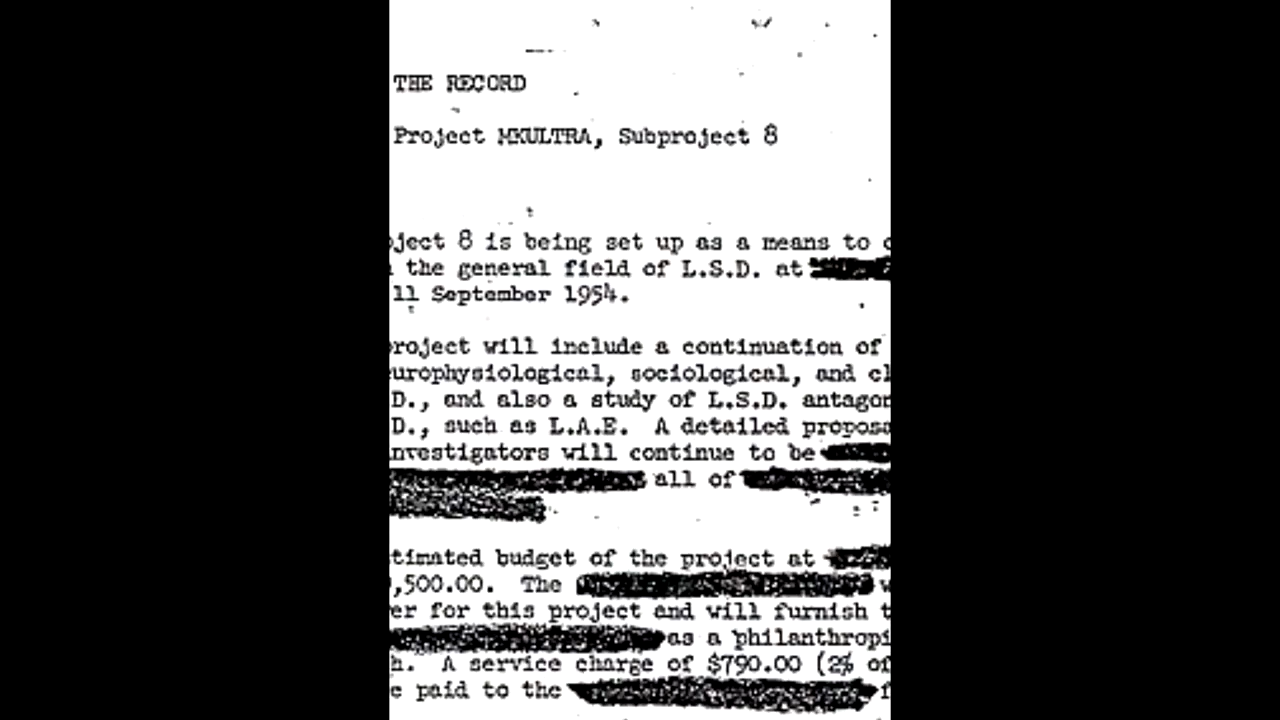 THE RECORD
Project MKULTRA, Subproject 8
ject 8 is being set up as a means to
the general field of L.S.D. at
11 September 1954.
roject will include a continuation of
europhysiological, sociological, and cl
D., and also a study of L.S.D. antagon
D., such as L.A.E. A detailed proposa
nvestigators will continue to be
all of
timated budget of the project at
,500.00. The w
er for this project and will furnish t
as a philanthropi
h. A service charge of $790.00 (2% of
e paid to the f